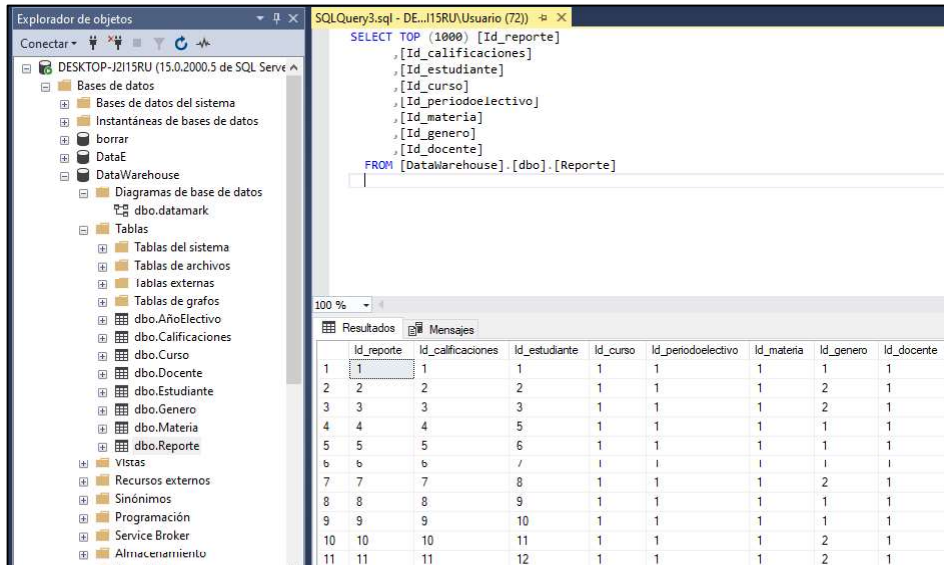 Explorador de objetos
Conectar
DESKTOP-J2I15RU (15.0.2000.5 de SQL Serve
Bases de datos
Bases de datos del sistema
Instantáneas de bases de datos
borrar
DataE
DataWarehouse
Diagramas de base de datos
dbo.datamark
Tablas
Tablas del sistema
Tablas de archivos
Tablas externas
Tablas de grafos
dbo.AñoElectivo
dbo.Calificaciones
dbo.Curso
dbo.Docente
dbo.Estudiante
dbo.Genero
dbo.Materia
dbo.Reporte
Vistas
Recursos externos
Sinónimos
Programación
Service Broker
Almacenamiento
SQLQuery3.sql - DE...I15RU\Usuario (72))
SELECT TOP (1000) [Id_reporte]
,[Id_calificaciones]
,[Id_estudiante]
,[Id_curso]
,[Id_periodoelectivo]
,[Id_materia]
,[Id_genero]
,[Id_docente]
FROM [DataWarehouse].[dbo].[Reporte]
100 %
Resultados Mensajes
Id_reporte Id_calificaciones Id_estudiante Id_curso Id_periodoelectivo Id_materia Id_genero Id_docente
1 1 1 1 1 1 1 1 1
2 2 2 2 1 1 1 2 1
3 3 3 3 1 1 1 2 1
4 4 4 5 1 1 1 1 1
5 5 5 6 1 1 1 1 1
6 6 6 7 1 1 1 1 1
7 7 7 8 1 1 1 2 1
8 8 8 9 1 1 1 1 1
9 9 9 10 1 1 1 1 1
10 10 10 11 1 1 1 2 1
11 11 11 12 1 1 1 2 1